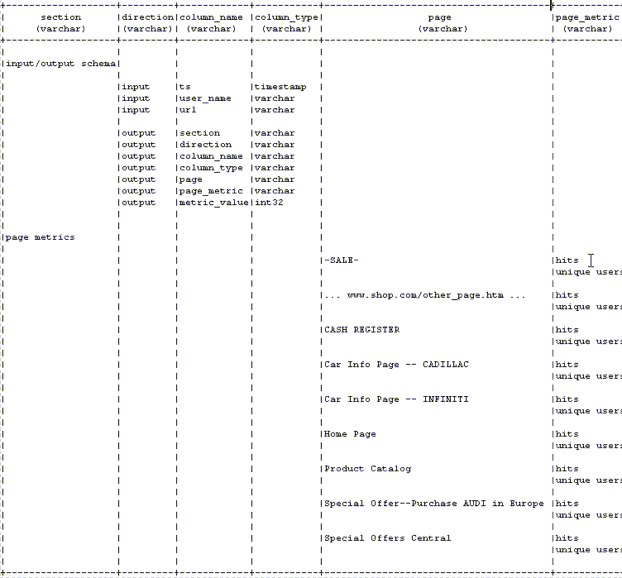 section |direction|column_name|column_type| page |page_metric
(varchar) |(varchar)| (varchar) | (varchar) | (varchar) | (varchar)
input/output schema
input |ts |timestamp
input |user_name |varchar
input |url |varchar
output |section |varchar
output |direction |varchar
output |column_name |varchar
output |column_type |varchar
output |page |varchar
output |page_metric |varchar
output |metric_value|int32
page metrics
-SALE- |hits
unique users
... www.shop.com/other_page.htm ... |hits
unique users
CASH REGISTER |hits
unique users
Car Info Page -- CADILLAC |hits
unique users
Car Info Page -- INFINITI |hits
unique users
Home Page |hits
unique users
Product Catalog |hits
unique users
Special Offer--Purchase AUDI in Europe |hits
unique users
Special Offers Central |hits
unique users